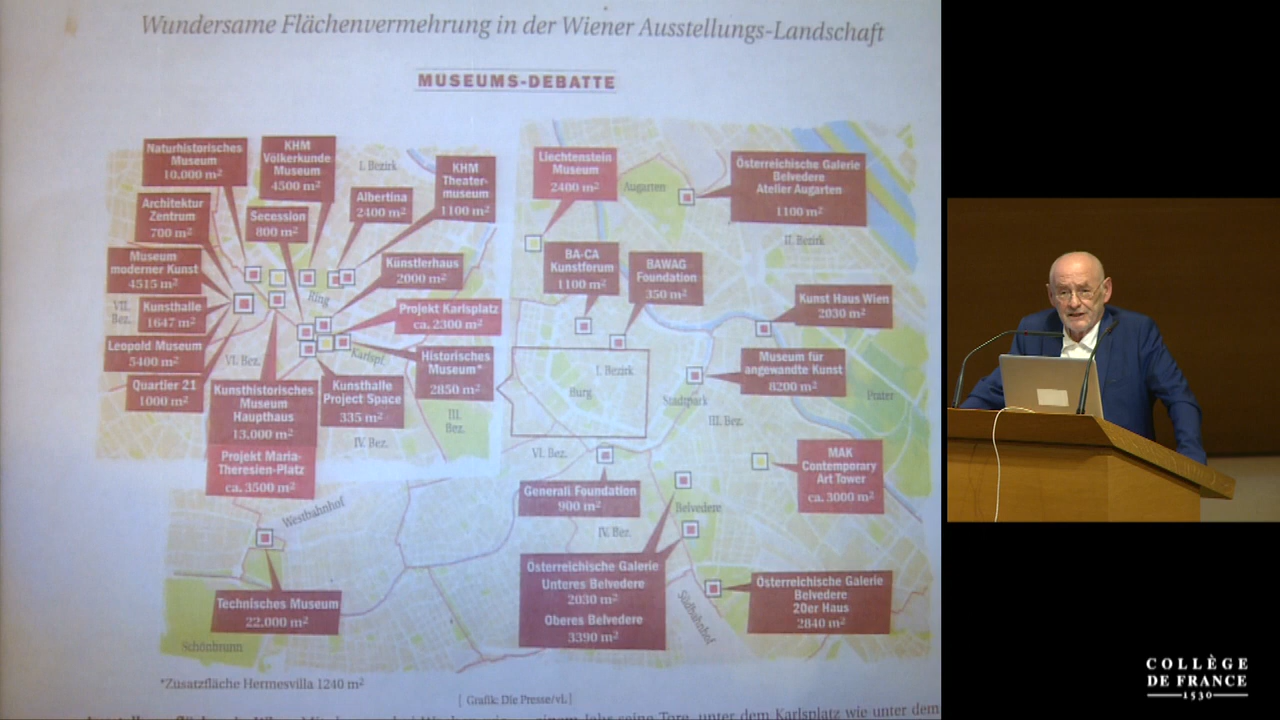 Wundersame Flächenvermehrung in der Wiener Ausstellungs-Landschaft
MUSEUMS-DEBATTE
Naturhistorisches
Museum
10.000 m²
KHM
Völkerkunde
Museum
4500 m²
I. Bezirk
KHM
Theater-
museum
1100 m²
Architektur
Zentrum
700 m²
Secession
800 m²
Albertina
2400 m²
Museum
moderner Kunst
4515 m²
Künstlerhaus
2000 m²
Ring
VII.
Bez.
Kunsthalle
1647 m²
Projekt Karlsplatz
ca. 2300 m²
Leopold Museum
5400 m²
VI. Bez.
Karlspl.
Historisches
Museum*
2850 m²
Quartier 21
1000 m²
Kunsthistorisches
Museum
Haupthaus
13.000 m²
Projekt Maria-
Theresien-Platz
ca. 3500 m²
Kunsthalle
Project Space
335 m²
III.
Bez.
IV. Bez.
Liechtenstein
Museum
2400 m²
Augarten
Österreichische Galerie
Belvedere
Atelier Augarten
1100 m²
II. Bezirk
BA-CA
Kunstforum
1100 m²
BAWAG
Foundation
350 m²
Kunst Haus Wien
2030 m²
I. Bezirk
Burg
Stadtpark
Museum für
angewandte Kunst
8200 m²
Prater
III. Bez.
VI. Bez.
MAK
Contemporary
Art Tower
ca. 3000 m²
Generali Foundation
900 m²
Belvedere
IV. Bez.
Westbahnhof
Österreichische Galerie
Unteres Belvedere
2030 m²
Oberes Belvedere
3390 m²
Südbahnhof
Österreichische Galerie
Belvedere
20er Haus
2840 m²
Technisches Museum
22.000 m²
Schönbrunn
*Zusatzfläche Hermesvilla 1240 m²
[ Grafik: Die Presse/vl. ]
seine Tore, unter dem Karlsplatz wie unter dem
COLLÈGE
DE FRANCE
1530